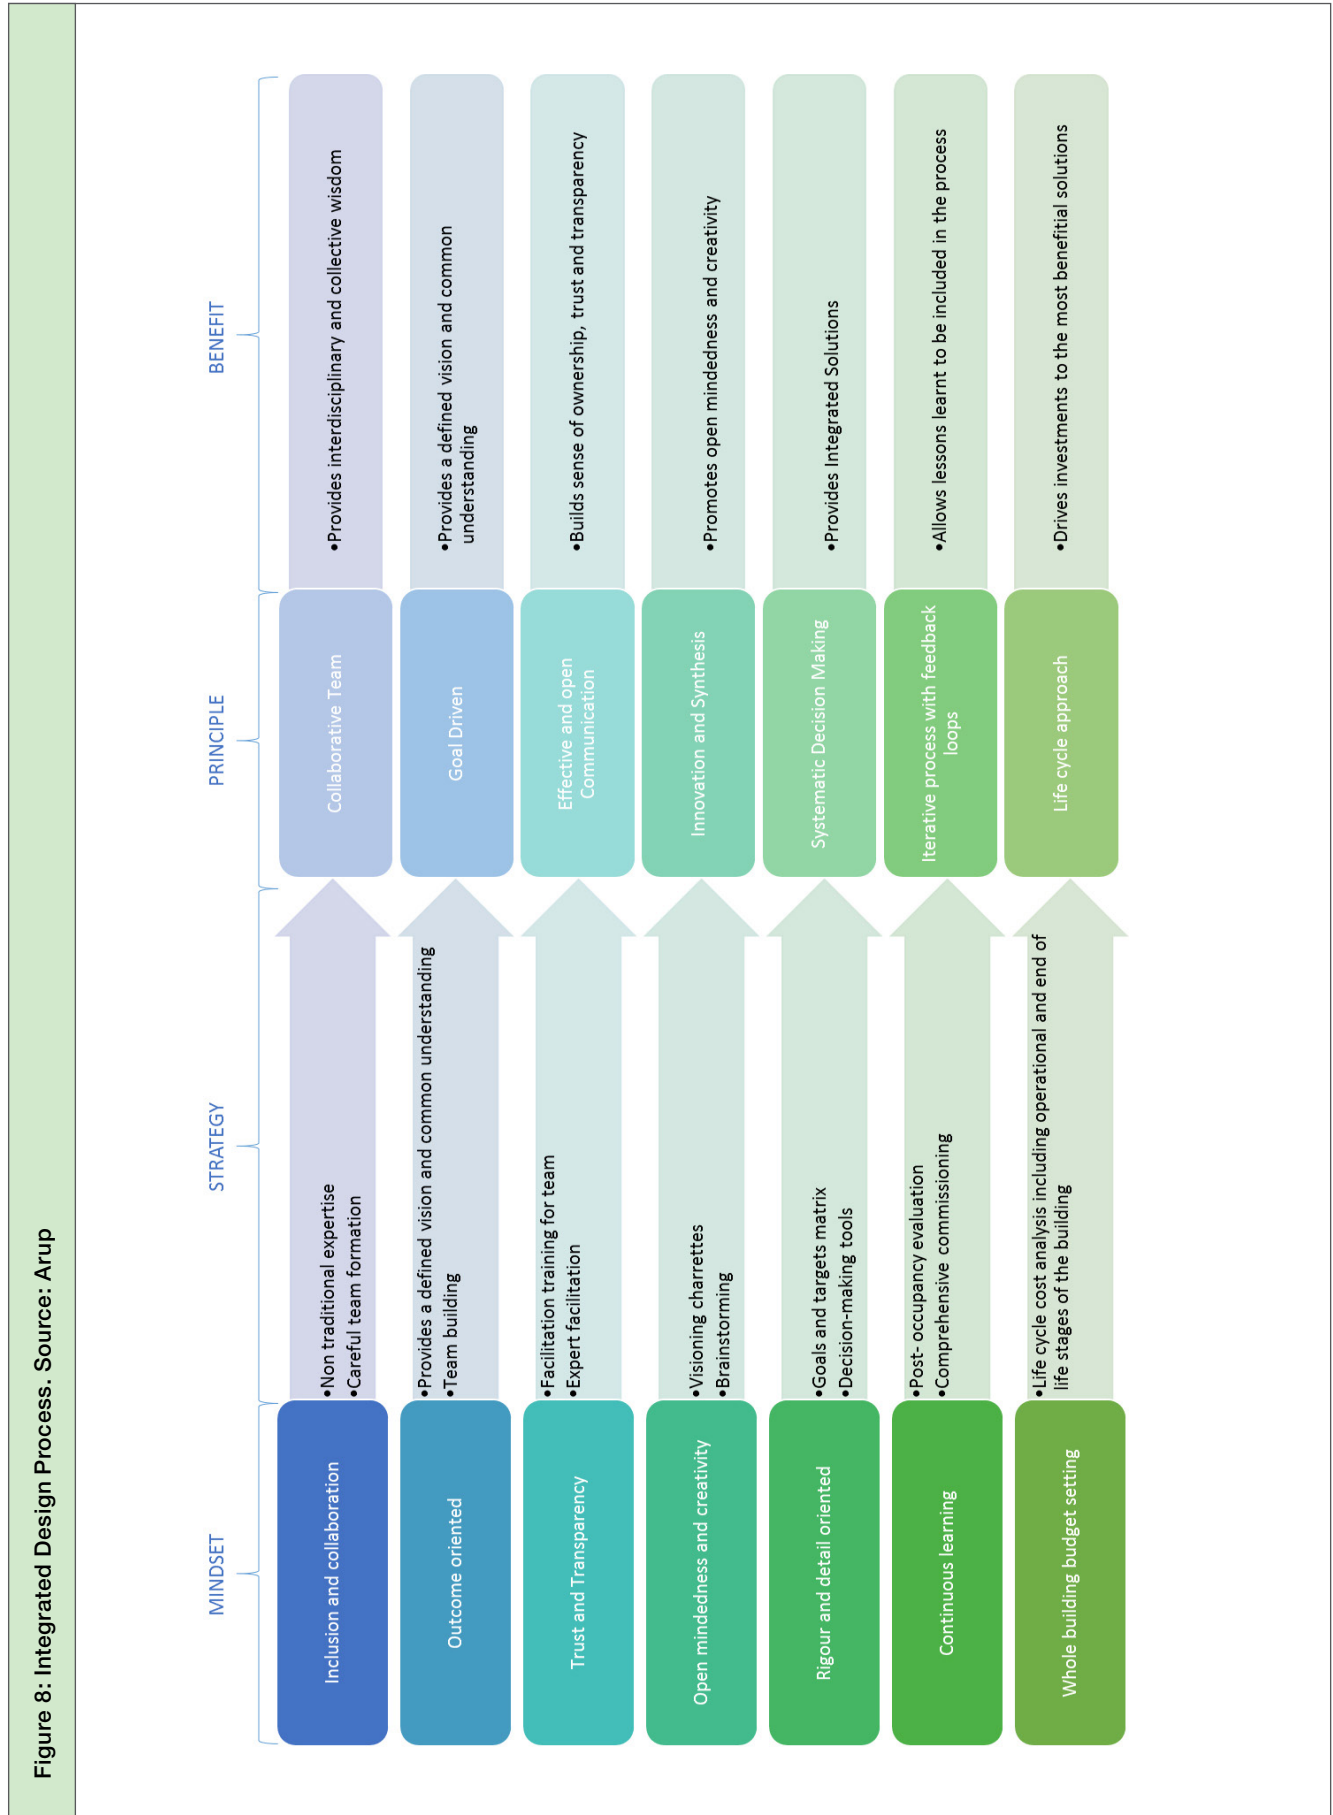 Figure 8: Integrated Design Process. Source: Arup
MINDSET
STRATEGY
PRINCIPLE
BENEFIT
Inclusion and collaboration
•Non traditional expertise
•Careful team formation
Collaborative Team
•Provides interdisciplinary and collective wisdom
Outcome oriented
•Provides a defined vision and common understanding
•Team building
Goal Driven
•Provides a defined vision and common
understanding
Trust and Transparency
•Facilitation training for team
•Expert facilitation
Effective and open
Communication
•Builds sense of ownership, trust and transparency
Open mindedness and creativity
•Visioning charrettes
•Brainstorming
Innovation and Synthesis
•Promotes open mindedness and creativity
Rigour and detail oriented
•Goals and targets matrix
•Decision-making tools
Systematic Decision Making
•Provides Integrated Solutions
Continuous learning
•Post- occupancy evaluation
•Comprehensive commissioning
Iterative process with feedback
loops
•Allows lessons learnt to be included in the process
Whole building budget setting
•Life cycle cost analysis including operational and end of
life stages of the building
Life cycle approach
•Drives investments to the most benefitial solutions